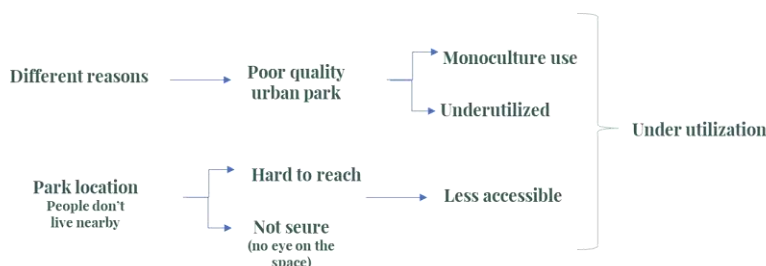 Different reasons
Poor quality
urban park
Monoculture use
Underutilized
Under utilization
Park location
People don't
live nearby
Hard to reach
Not seure
(no eye on the
space)
Less accessible